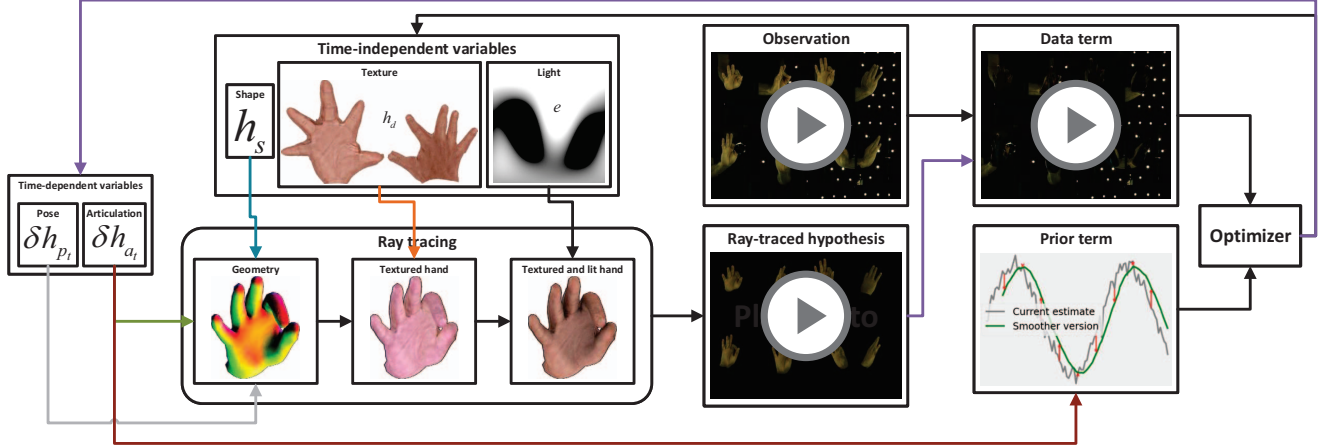 Time-independent variables
Shape
h_s
Texture
h_d
Light
e
Observation
Data term
Time-dependent variables
Pose
δh_{p_t}
Articulation
δh_{a_t}
Ray tracing
Geometry
Textured hand
Textured and lit hand
Ray-traced hypothesis
Prior term
Current estimate
Smoother version
Optimizer